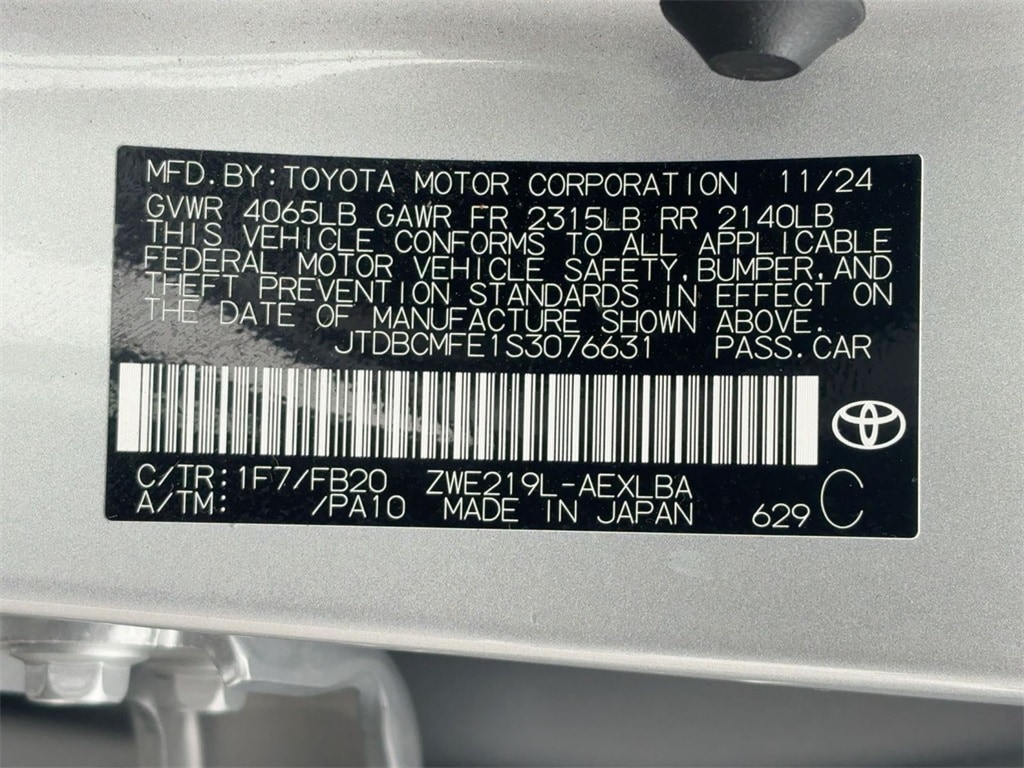 MFD.BY:TOYOTA MOTOR CORPORATION 11/24
GVWR 4065LB GAWR FR 2315LB RR 2140LB
THIS VEHICLE CONFORMS TO ALL APPLICABLE
FEDERAL MOTOR VEHICLE SAFETY,BUMPER,AND
THEFT PREVENTION STANDARDS IN EFFECT ON
THE DATE OF MANUFACTURE SHOWN ABOVE.
JTDBCMFE1S3076631 PASS.CAR
C/TR:1F7/FB20 ZWE219L-AEXLBA
A/TM: /PA10 MADE IN JAPAN 629 C